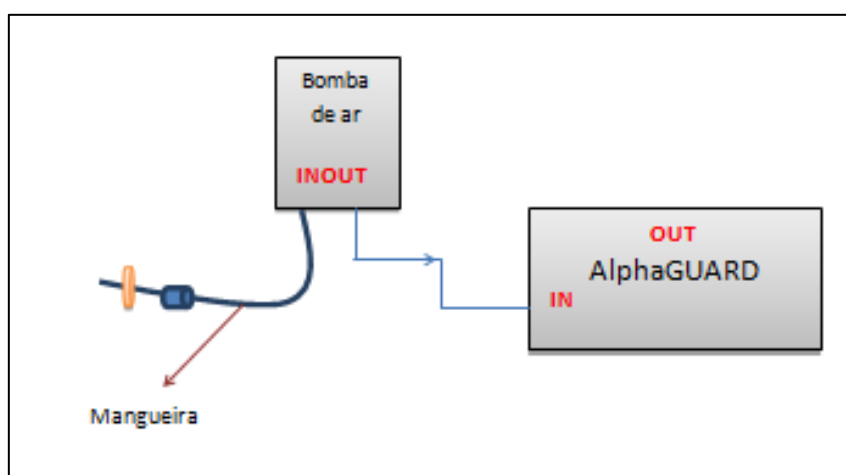 Bomba
de ar
INOUT
OUT
AlphaGUARD
IN
Mangueira